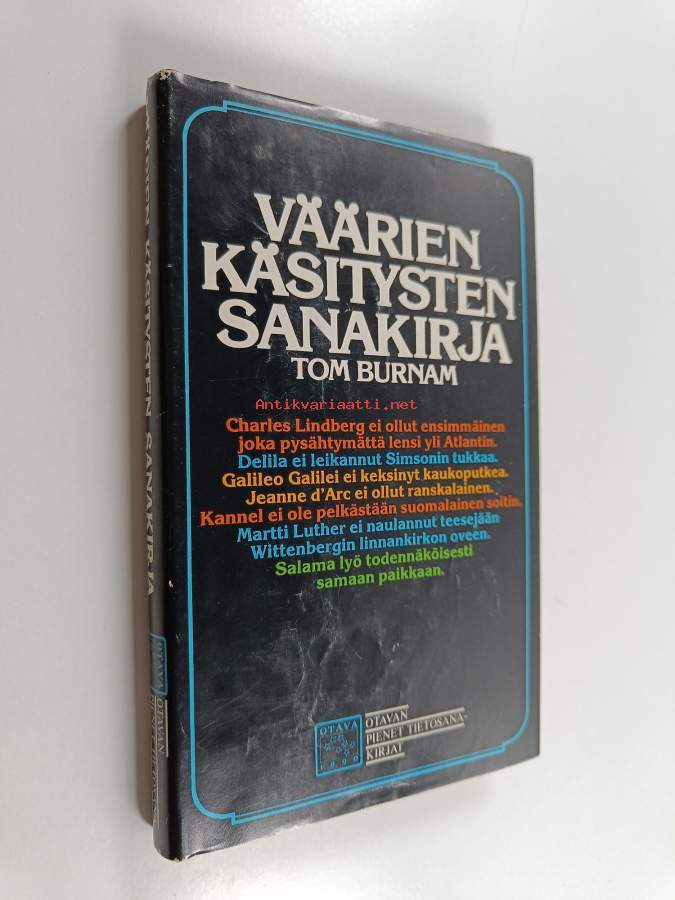 VÄÄRIEN
KÄSITYSTEN
SANAKIRJA
TOM BURNAM
Antikvariaatti.net
Charles Lindberg ei ollut ensimmäinen
joka pysähtymättä lensi yli Atlantin.
Delila ei leikannut Simsonin tukkaa.
Galileo Galilei ei keksinyt kaukoputkea.
Jeanne d'Arc ei ollut ranskalainen.
Kannel ei ole pelkästään suomalainen soitin.
Martti Luther ei naulannut teesejään
Wittenbergin linnankirkon oveen.
Salama lyö todennäköisesti
samaan paikkaan.
OTAVA
1890
OTAVAN
PIENET TIETOSANA-
KIRJAT
KÄSITYSTEN SANAKIRJA
OTAVA
OTAVAN